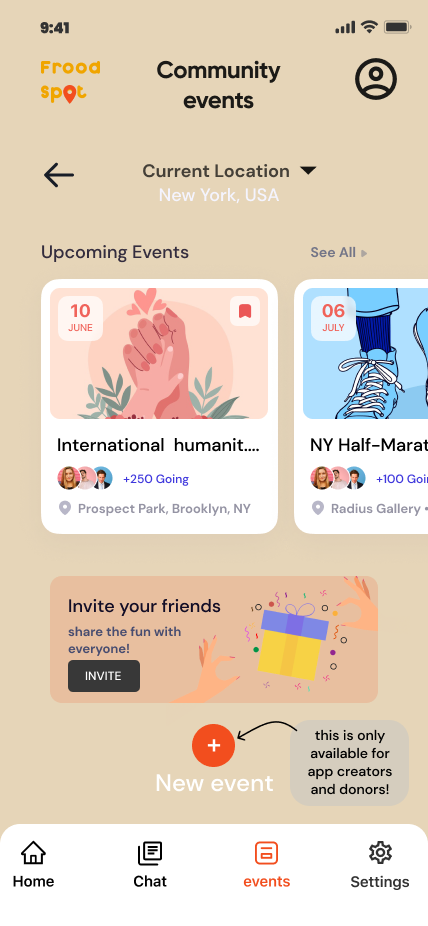 9:41
Frood
Spot
Community
events
Current Location
New York, USA
Upcoming Events
See All
10
JUNE
06
JULY
International humanit....
NY Half-Marat
+250 Going
+100 Goin
Prospect Park, Brooklyn, NY
Radius Gallery •
Invite your friends
share the fun with
everyone!
INVITE
this is only
available for
app creators
and donors!
+
New event
Home
Chat
events
Settings